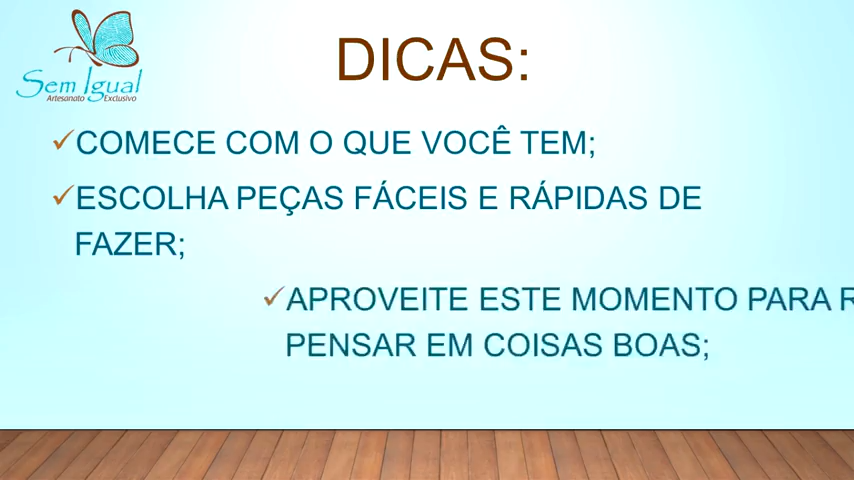 Sem Igual
Artesanato Exclusivo
DICAS:
✓COMECE COM O QUE VOCÊ TEM;
✓ESCOLHA PEÇAS FÁCEIS E RÁPIDAS DE
FAZER;
✓APROVEITE ESTE MOMENTO PARA
PENSAR EM COISAS BOAS;